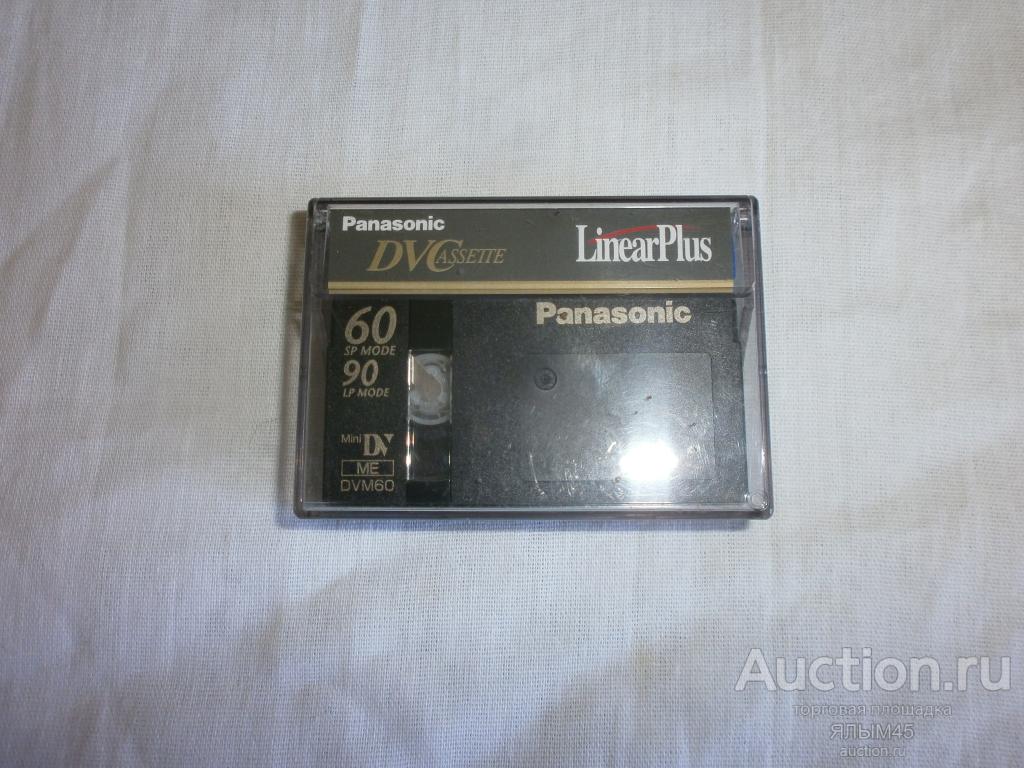 Panasonic
DVCASSETTE
LinearPlus
Panasonic
60
SP MODE
90
LP MODE
Mini DV
ME
DVM60
Auction.ru
торговая площадка
ЯЛЫМ45
auction.ru